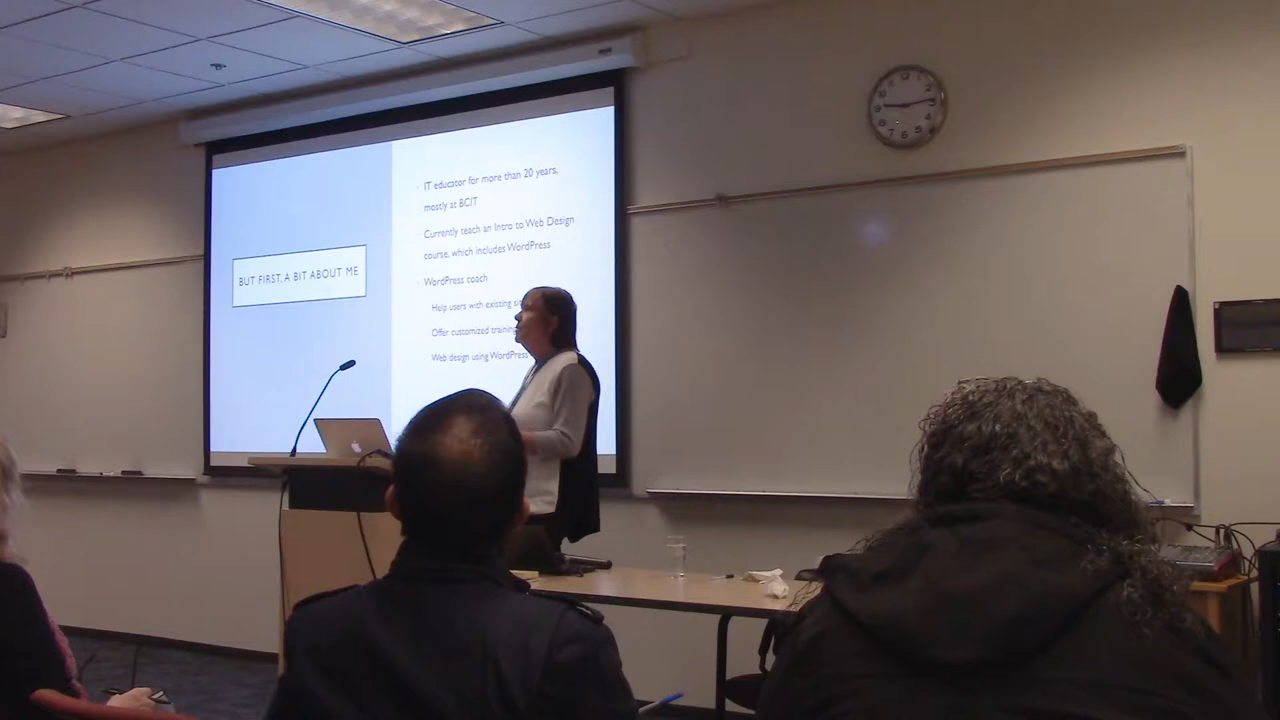 BUT FIRST, A BIT ABOUT ME
IT educator for more than 20 years,
mostly at BCIT
Currently teach an Intro to Web Design
course, which includes WordPress
WordPress coach
Help users with existing
Offer customized training
Web design using WordPress